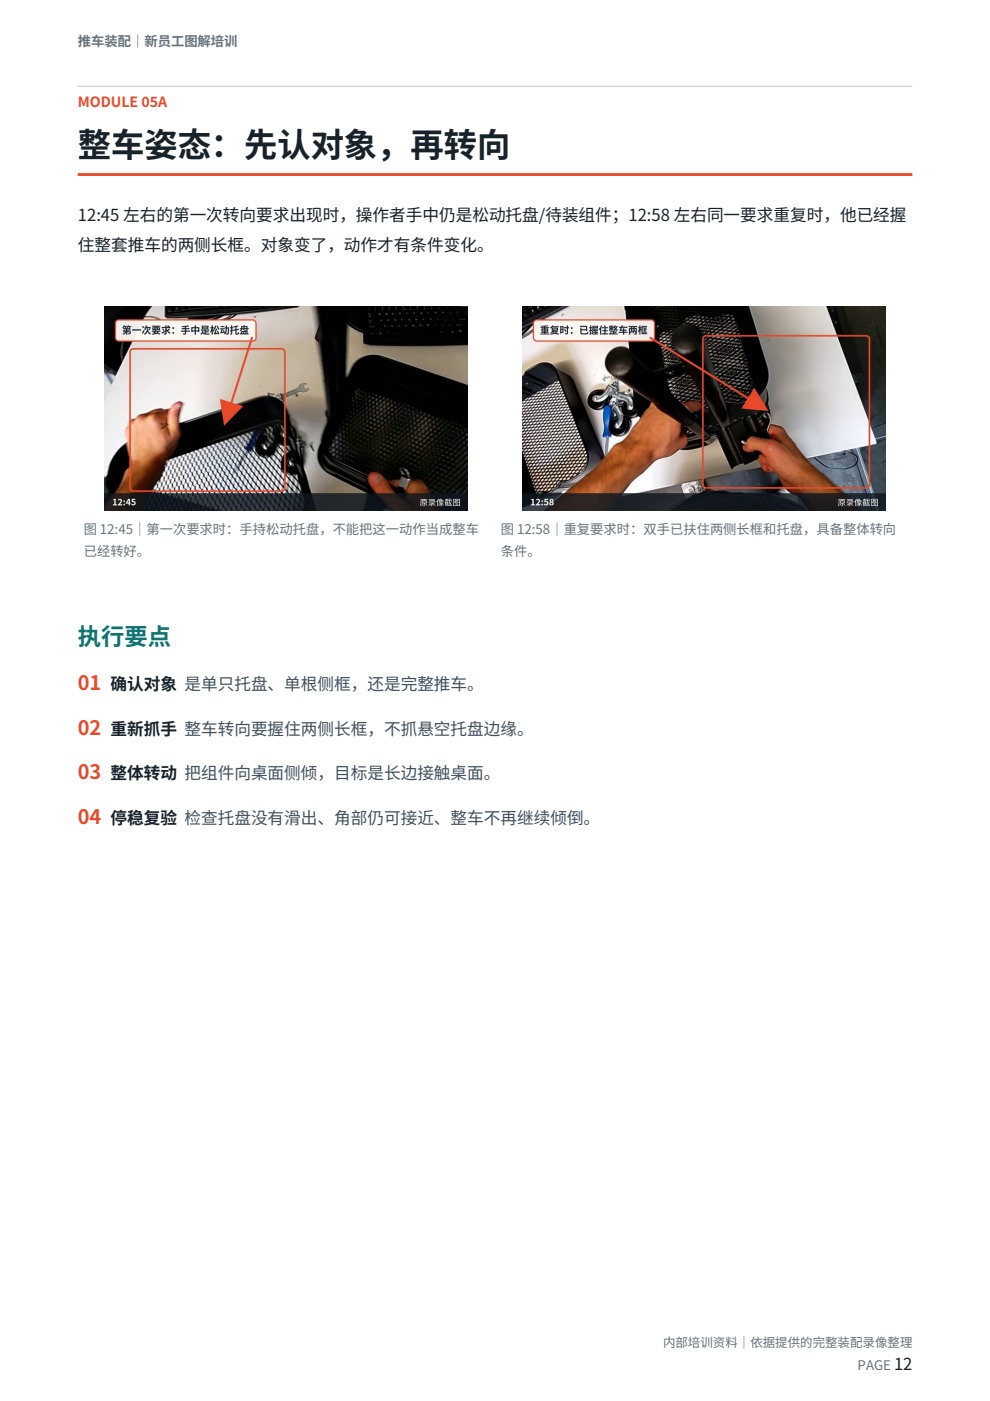 推车装配｜新员工图解培训
MODULE 05A
整车姿态：先认对象，再转向
12:45 左右的第一次转向要求出现时，操作者手中仍是松动托盘/待装组件；12:58 左右同一要求重复时，他已经握
住整套推车的两侧长框。对象变了，动作才有条件变化。
第一次要求：手中是松动托盘
12:45
原录像截图
重复时：已握住整车两框
12:58
原录像截图
图 12:45｜第一次要求时：手持松动托盘，不能把这一动作当成整车
已经转好。
图 12:58｜重复要求时：双手已扶住两侧长框和托盘，具备整体转向
条件。
执行要点
01 确认对象 是单只托盘、单根侧框，还是完整推车。
02 重新抓手 整车转向要握住两侧长框，不抓悬空托盘边缘。
03 整体转动 把组件向桌面侧倾，目标是长边接触桌面。
04 停稳复验 检查托盘没有滑出、角部仍可接近、整车不再继续倾倒。
内部培训资料｜依据提供的完整装配录像整理
PAGE 12